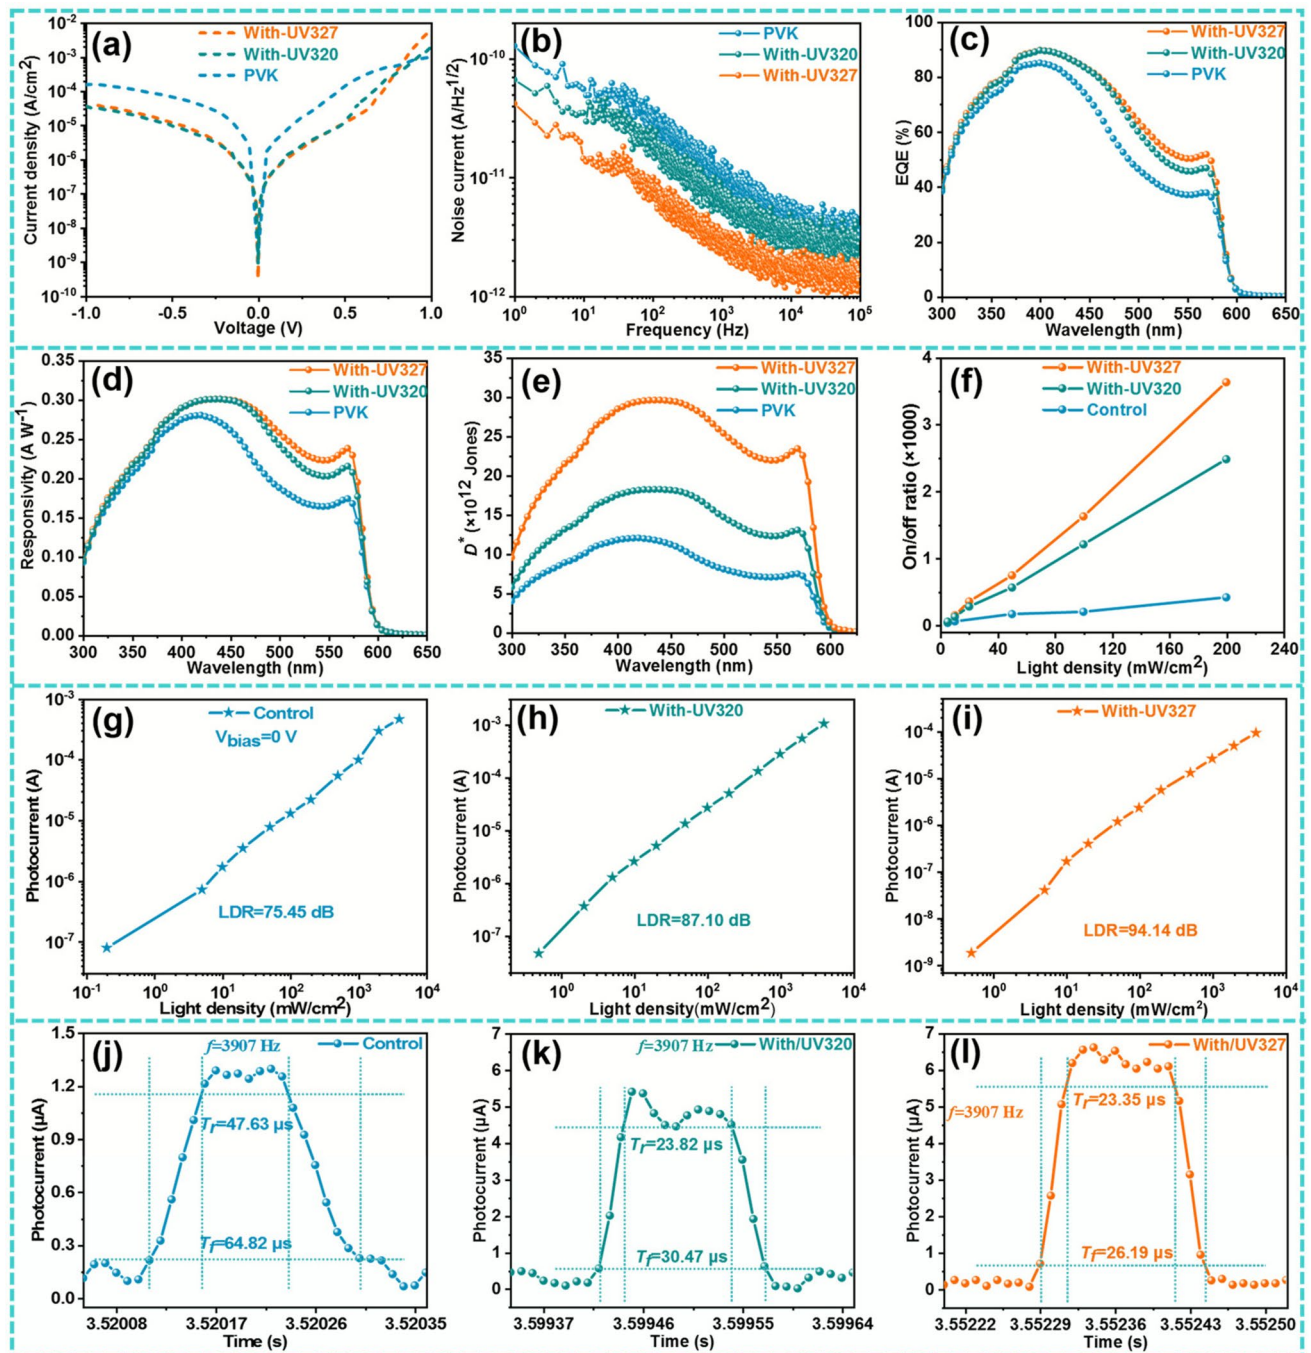 (a)
With-UV327
With-UV320
PVK
Current density (A/cm²)
10⁻²
10⁻³
10⁻⁴
10⁻⁵
10⁻⁶
10⁻⁷
10⁻⁸
10⁻⁹
10⁻¹⁰
-1.0 -0.5 0.0 0.5 1.0
Voltage (V)
(b)
PVK
With-UV320
With-UV327
Noise current (A/Hz¹/²)
10⁻¹⁰
10⁻¹¹
10⁻¹²
10⁰ 10¹ 10² 10³ 10⁴ 10⁵
Frequency (Hz)
(c)
With-UV327
With-UV320
PVK
EQE (%)
100
80
60
40
20
0
300 350 400 450 500 550 600 650
Wavelength (nm)
(d)
With-UV327
With-UV320
PVK
Responsivity (A W⁻¹)
0.35
0.30
0.25
0.20
0.15
0.10
0.05
0.00
300 350 400 450 500 550 600 650
Wavelength (nm)
(e)
With-UV327
With-UV320
PVK
D* (×10¹² Jones)
35
30
25
20
15
10
5
0
300 350 400 450 500 550 600
Wavelength (nm)
(f)
With-UV327
With-UV320
Control
On/off ratio (×1000)
4
3
2
1
0
0 40 80 120 160 200 240
Light density (mW/cm²)
(g)
Control
Vbias=0 V
LDR=75.45 dB
Photocurrent (A)
10⁻³
10⁻⁴
10⁻⁵
10⁻⁶
10⁻⁷
10⁻¹ 10⁰ 10¹ 10² 10³ 10⁴
Light density (mW/cm²)
(h)
With-UV320
LDR=87.10 dB
Photocurrent (A)
10⁻³
10⁻⁴
10⁻⁵
10⁻⁶
10⁻⁷
10⁰ 10¹ 10² 10³ 10⁴
Light density(mW/cm²)
(i)
With-UV327
LDR=94.14 dB
Photocurrent (A)
10⁻⁴
10⁻⁵
10⁻⁶
10⁻⁷
10⁻⁸
10⁻⁹
10⁰ 10¹ 10² 10³ 10⁴
Light density (mW/cm²)
(j)
f=3907 Hz
Control
Tr=47.63 μs
Tf=64.82 μs
Photocurrent (μA)
1.5
1.2
0.9
0.6
0.3
0.0
3.52008 3.52017 3.52026 3.52035
Time (s)
(k)
f=3907 Hz
With/UV320
Tr=23.82 μs
Tf=30.47 μs
Photocurrent (μA)
7
6
5
4
3
2
1
0
3.59937 3.59946 3.59955 3.59964
Time (s)
(l)
With/UV327
f=3907 Hz
Tr=23.35 μs
Tf=26.19 μs
Photocurrent (μA)
7
6
5
4
3
2
1
0
3.55222 3.55229 3.55236 3.55243 3.55250
Time (s)